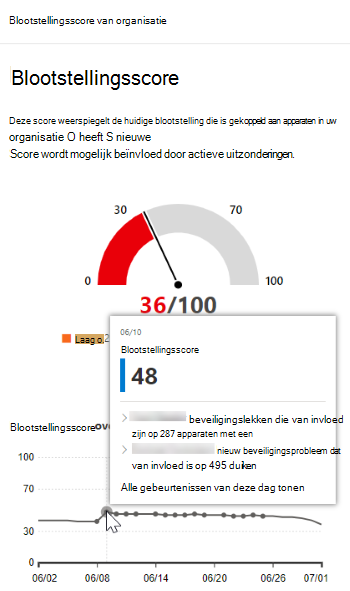 Blootstellingsscore van organisatie
Blootstellingsscore
Deze score weerspiegelt de huidige blootstelling die is gekoppeld aan apparaten in uw
organisatie O heeft S nieuwe
Score wordt mogelijk beïnvloed door actieve uitzonderingen.
30 70
0 100
36/100
Laag o.
06/10
Blootstellingsscore
48
beveiligingslekken die van invloed
zijn op 287 apparaten met een
nieuw beveiligingsprobleem dat
van invloed is op 495 duiken
Alle gebeurtenissen van deze dag tonen
Blootstellingsscore
100
70
30
0
06/02 06/08 06/14 06/20 06/26 07/01